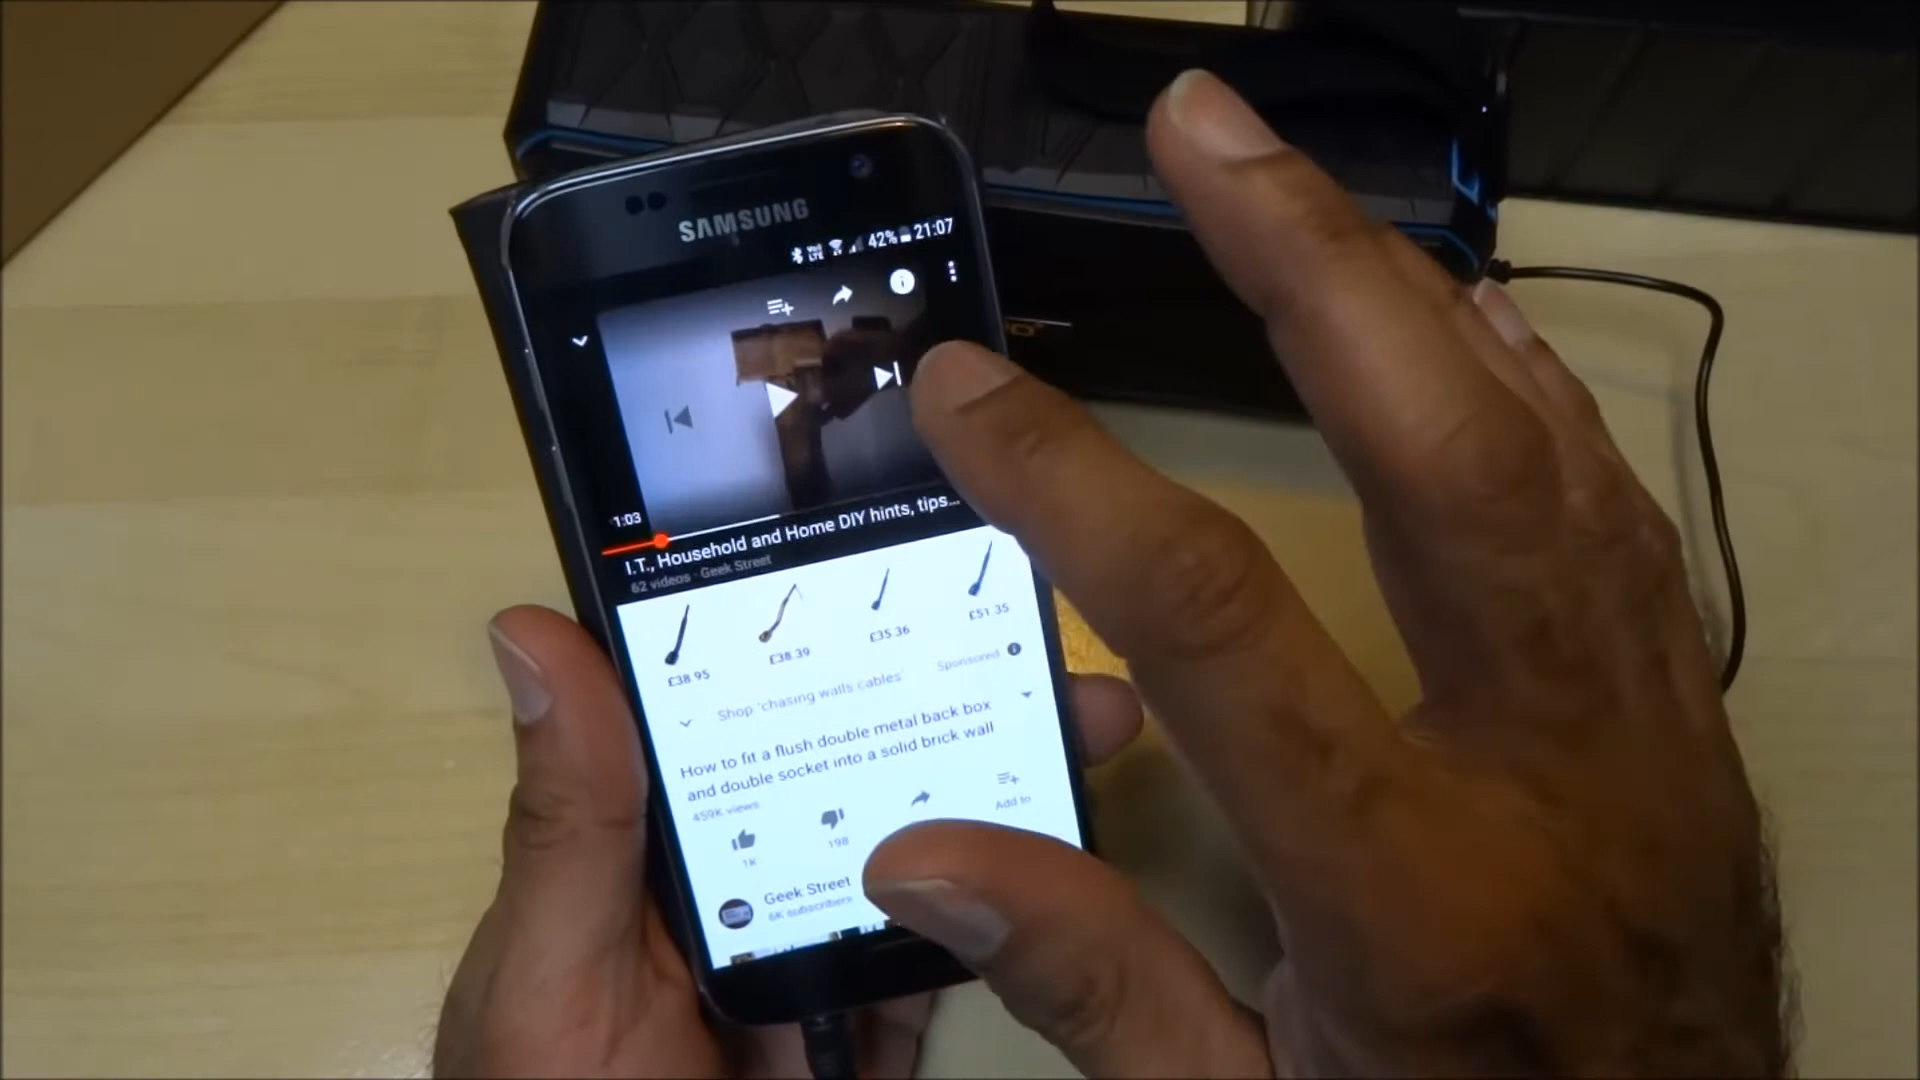 SAMSUNG
VoLTE 42% 21:07
1:03
I.T., Household and Home DIY hints, tips...
62 videos · Geek Street
£38.95 £38.39 £35.36 £51.35
Shop 'chasing walls cables' Sponsored
How to fit a flush double metal back box
and double socket into a solid brick wall
459K views
1K 198 Add to
Geek Street
6K subscribers